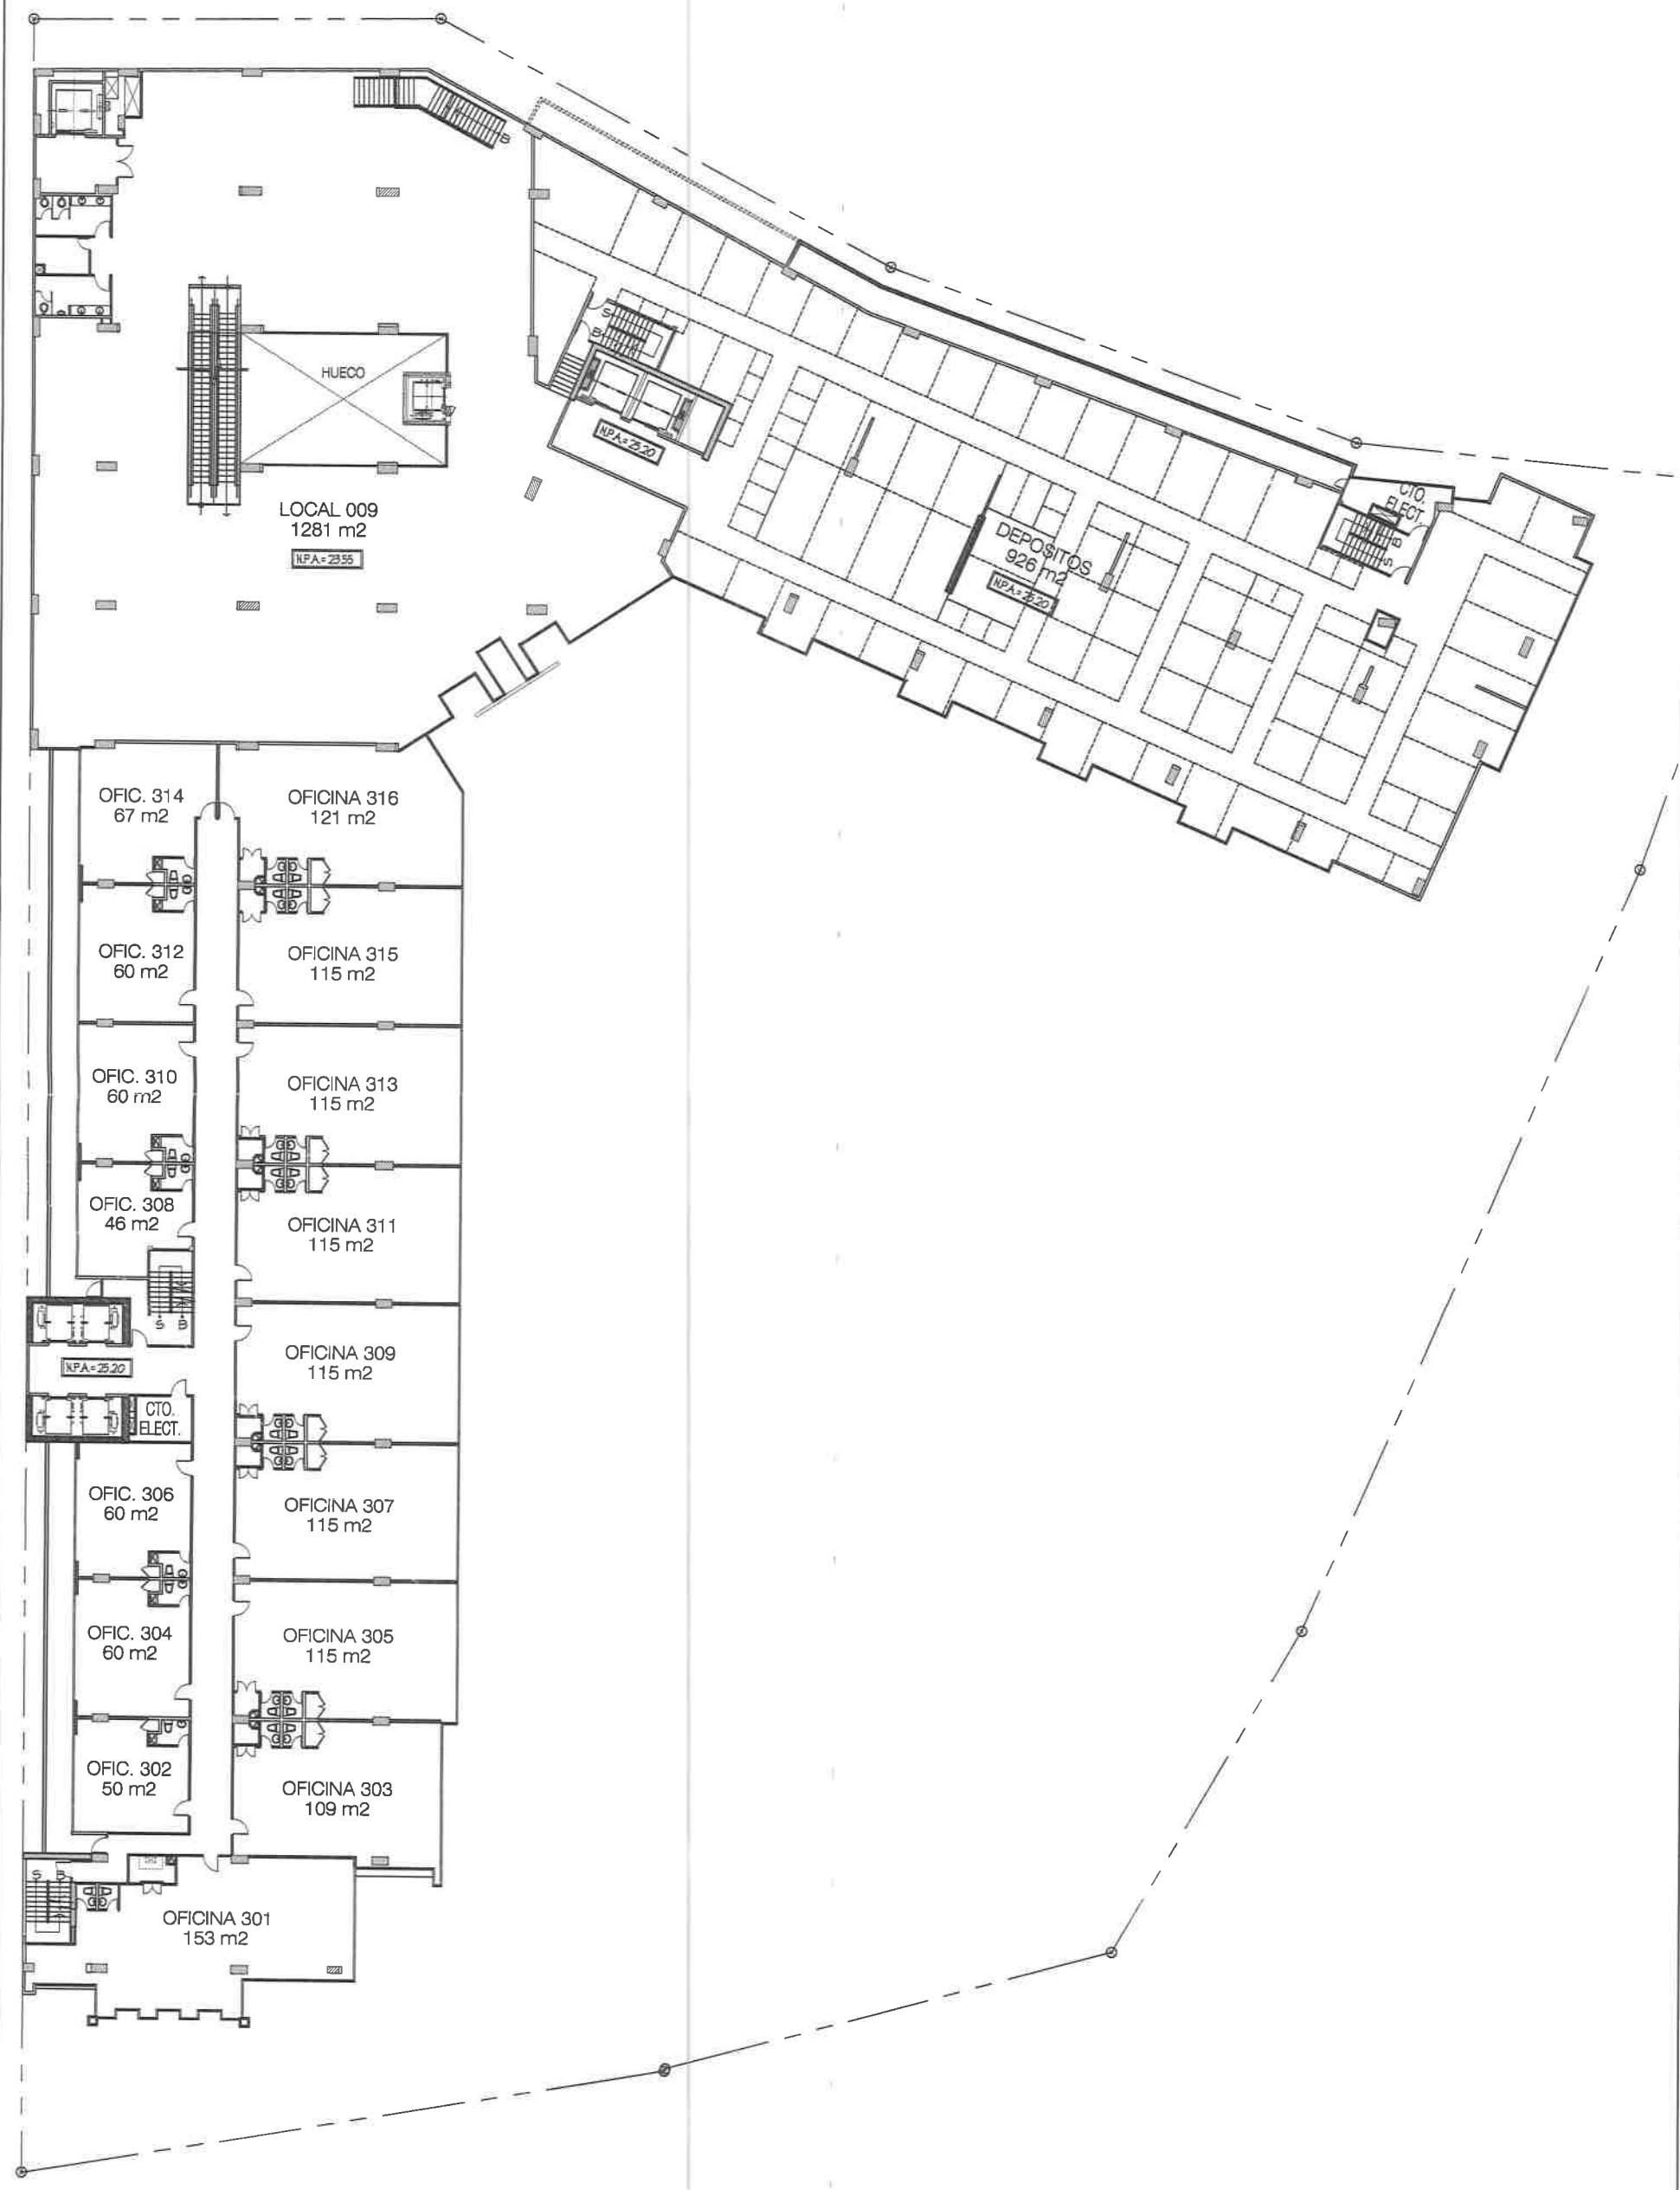 B
S
B
HUECO
N.P.A.=25.20
CTO.
ELECT.
B
S
LOCAL 009
1281 m2
N.P.A.=23.55
DEPOSITOS
926 m2
N.P.A.=25.20
OFIC. 314
67 m2
OFICINA 316
121 m2
OFIC. 312
60 m2
OFICINA 315
115 m2
OFIC. 310
60 m2
OFICINA 313
115 m2
OFIC. 308
46 m2
OFICINA 311
115 m2
S B
N.P.A.=25.20
OFICINA 309
115 m2
CTO.
ELECT.
OFIC. 306
60 m2
OFICINA 307
115 m2
OFIC. 304
60 m2
OFICINA 305
115 m2
OFIC. 302
50 m2
OFICINA 303
109 m2
S B
OFICINA 301
153 m2